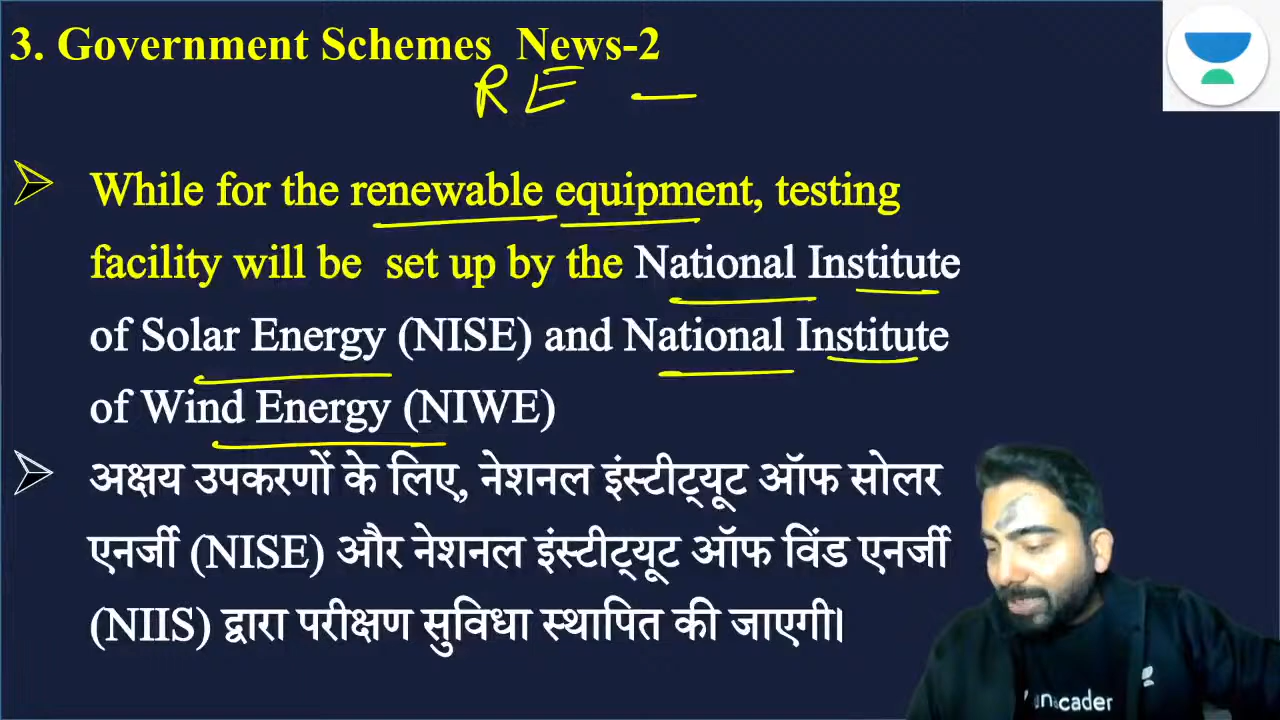 3. Government Schemes News-2
RE —
While for the renewable equipment, testing
facility will be set up by the National Institute
of Solar Energy (NISE) and National Institute
of Wind Energy (NIWE)
अक्षय उपकरणों के लिए, नेशनल इंस्टीट्यूट ऑफ सोलर
एनर्जी (NISE) और नेशनल इंस्टीट्यूट ऑफ विंड एनर्जी
(NIIS) द्वारा परीक्षण सुविधा स्थापित की जाएगी।